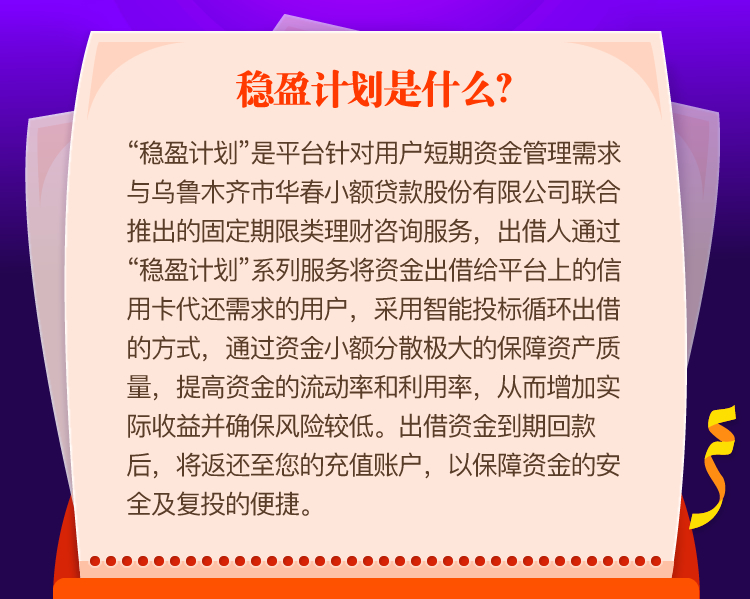 稳盈计划是什么？
“稳盈计划”是平台针对用户短期资金管理需求
与乌鲁木齐市华春小额贷款股份有限公司联合
推出的固定期限类理财咨询服务，出借人通过
“稳盈计划”系列服务将资金出借给平台上的信
用卡代还需求的用户，采用智能投标循环出借
的方式，通过资金小额分散极大的保障资产质
量，提高资金的流动率和利用率，从而增加实
际收益并确保风险较低。出借资金到期回款
后，将返还至您的充值账户，以保障资金的安
全及复投的便捷。